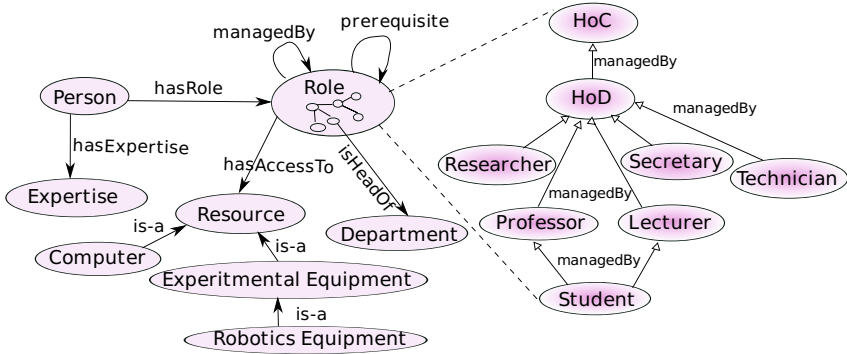 managedBy
prerequisite
HoC
managedBy
Person
hasRole
Role
HoD
managedBy
hasExpertise
hasAccessTo
isHeadOf
Researcher
Secretary
Technician
Expertise
Resource
managedBy
Professor
Lecturer
is-a
Department
Computer
is-a
managedBy
Experitmental Equipment
Student
is-a
Robotics Equipment